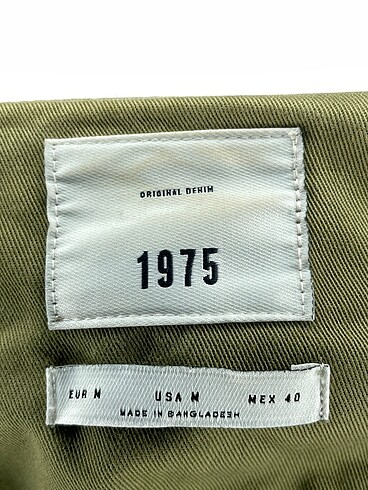 ORIGINAL DENIM
1975
EUR M USA M MEX 40
MADE IN BANGLADESH